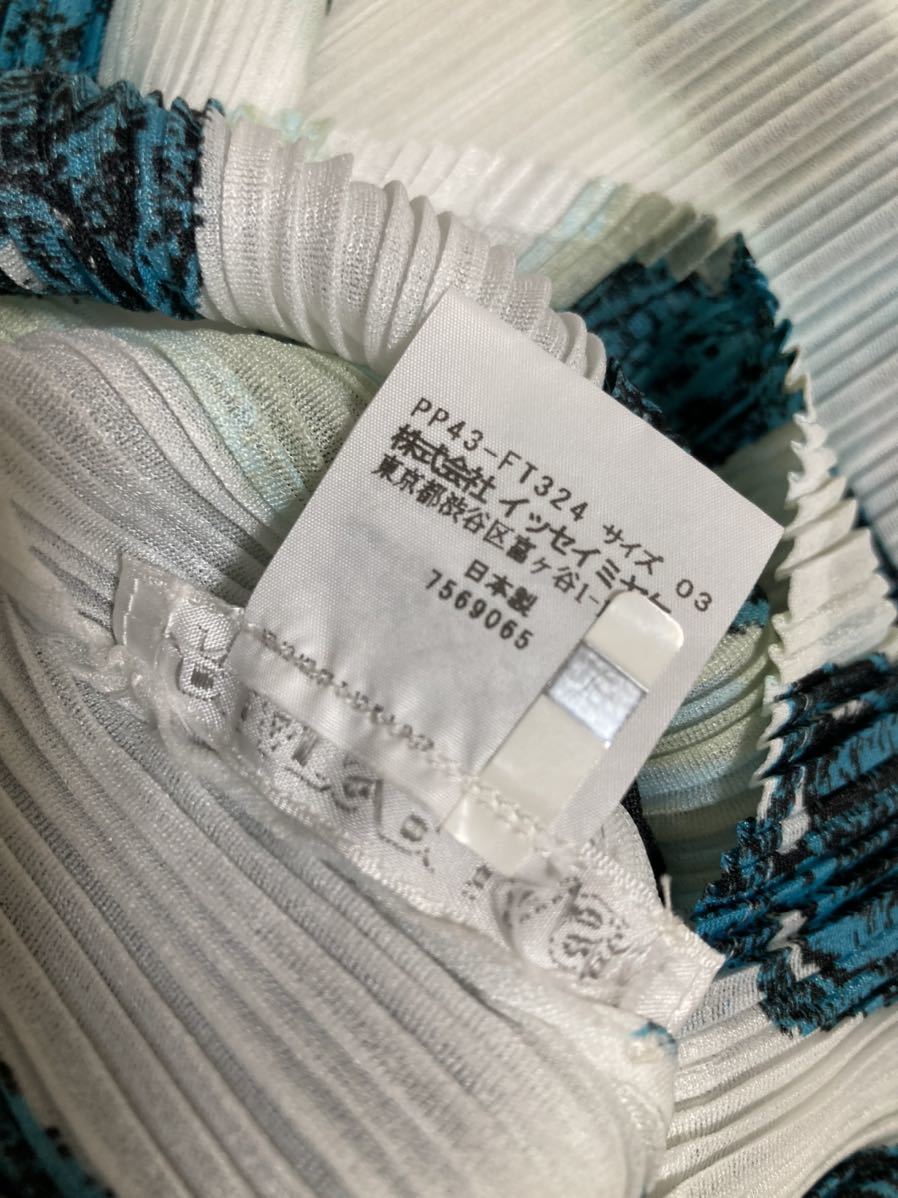 PP43-FT324 サイズ 03
株式会社 イッセイミヤケ
東京都渋谷区富ヶ谷1-
日本製
7569065